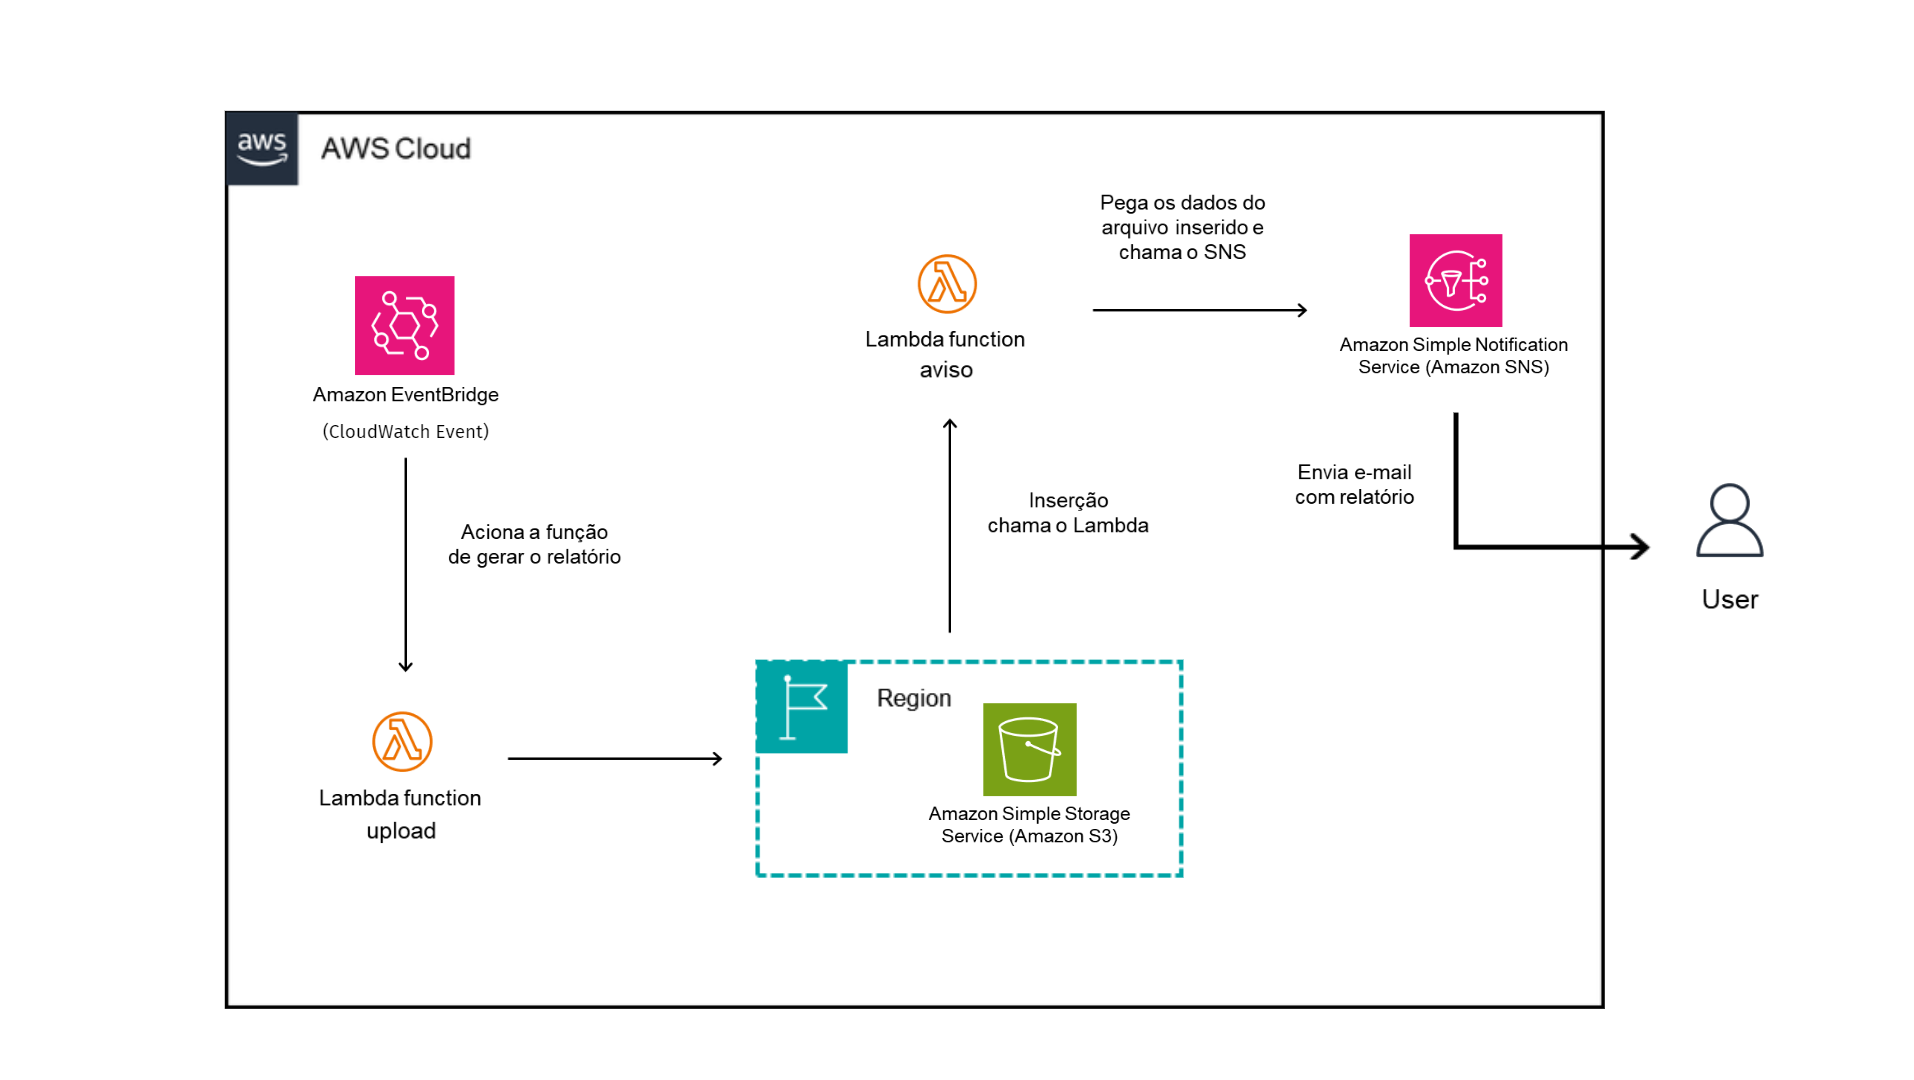 aws
AWS Cloud
Amazon EventBridge
(CloudWatch Event)
Aciona a função
de gerar o relatório
Lambda function
upload
Region
Amazon Simple Storage
Service (Amazon S3)
Inserção
chama o Lambda
Lambda function
aviso
Pega os dados do
arquivo inserido e
chama o SNS
Amazon Simple Notification
Service (Amazon SNS)
Envia e-mail
com relatório
User